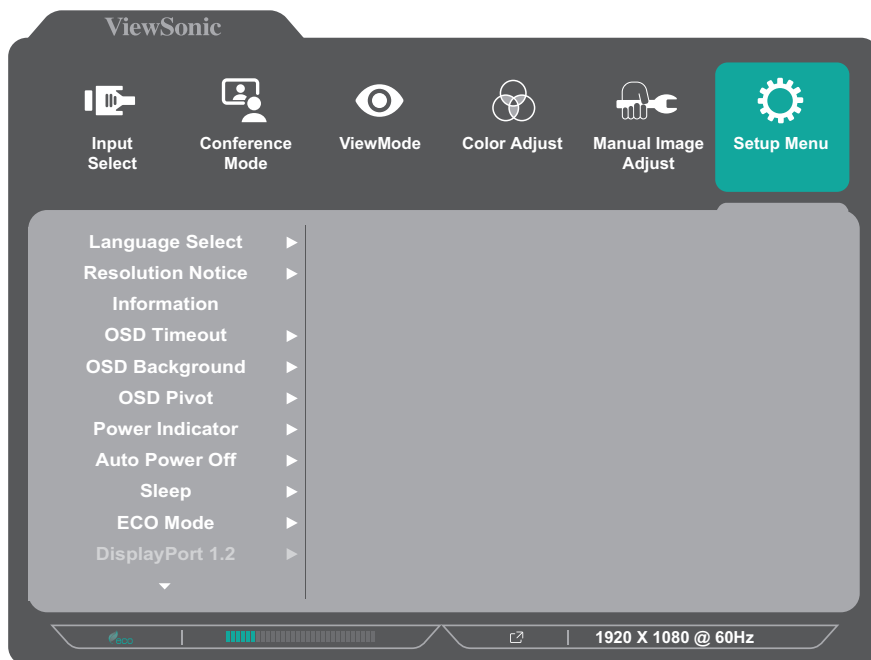 ViewSonic
Input
Select
Conference
Mode
ViewMode
Color Adjust
Manual Image
Adjust
Setup Menu
Language Select
Resolution Notice
Information
OSD Timeout
OSD Background
OSD Pivot
Power Indicator
Auto Power Off
Sleep
ECO Mode
DisplayPort 1.2
eco
1920 X 1080 @ 60Hz